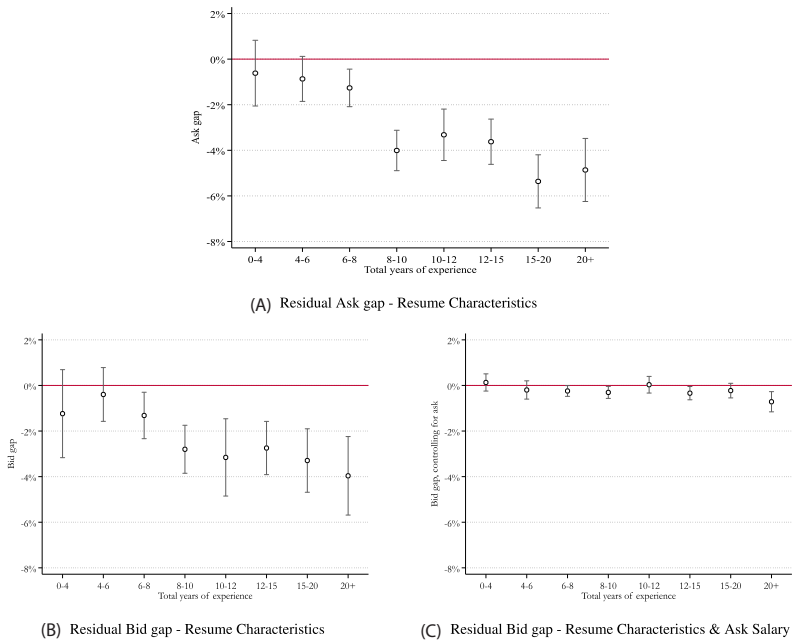 2%
0%
-2%
-4%
-6%
-8%
Ask gap
0-4 4-6 6-8 8-10 10-12 12-15 15-20 20+
Total years of experience
(A) Residual Ask gap - Resume Characteristics
2%
0%
-2%
-4%
-6%
-8%
Bid gap
0-4 4-6 6-8 8-10 10-12 12-15 15-20 20+
Total years of experience
(B) Residual Bid gap - Resume Characteristics
2%
0%
-2%
-4%
-6%
-8%
Bid gap, controlling for ask
0-4 4-6 6-8 8-10 10-12 12-15 15-20 20+
Total years of experience
(C) Residual Bid gap - Resume Characteristics & Ask Salary